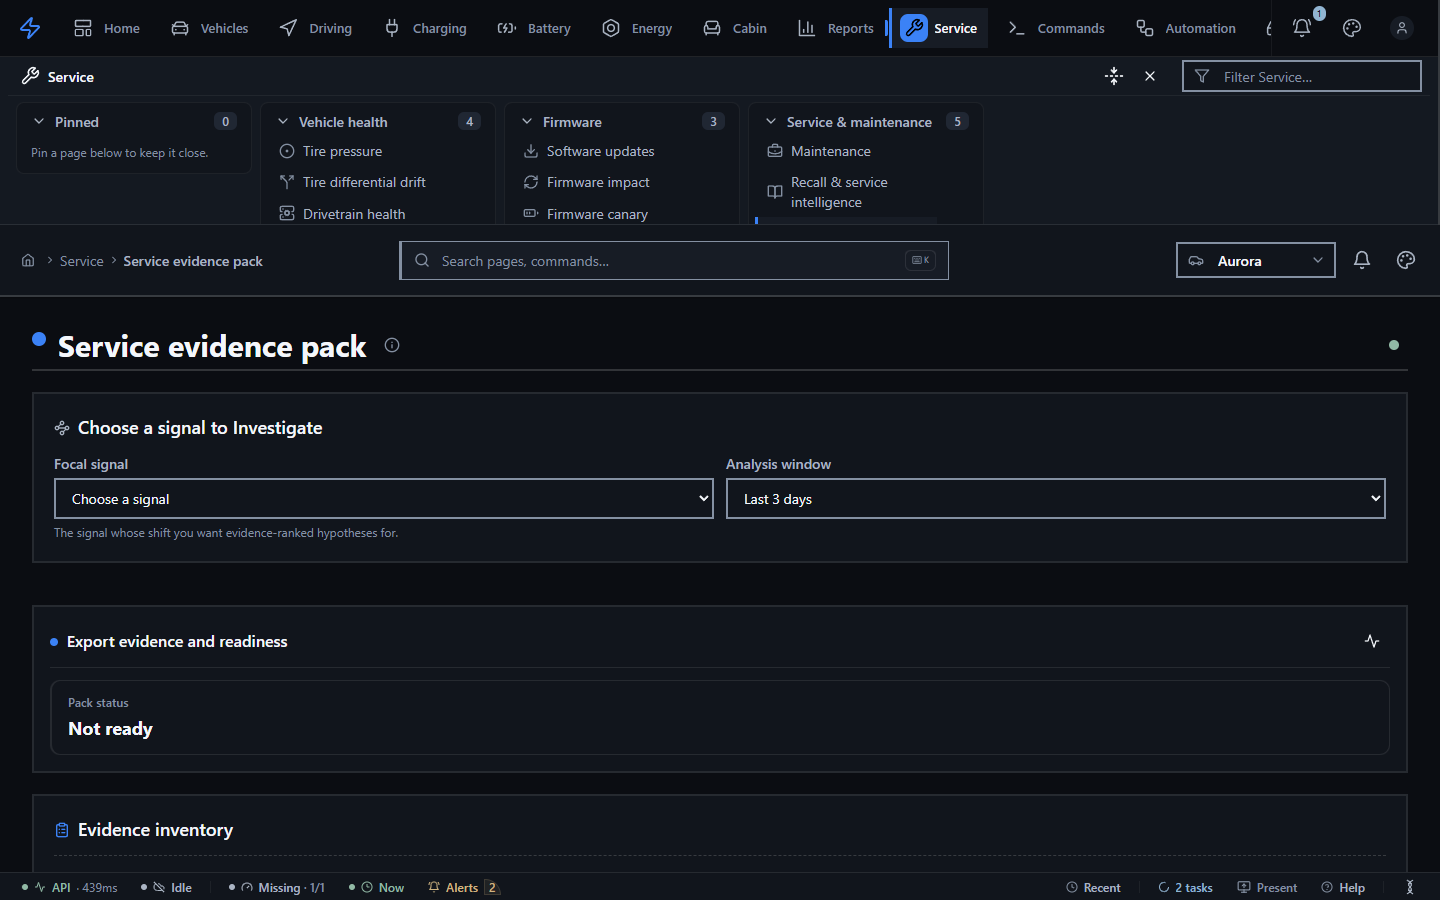 Home
Vehicles
Driving
Charging
Battery
Energy
Cabin
Reports
Service
Commands
Automation
1
Service
Filter Service...
Pinned
0
Pin a page below to keep it close.
Vehicle health
4
Tire pressure
Tire differential drift
Drivetrain health
Firmware
3
Software updates
Firmware impact
Firmware canary
Service & maintenance
5
Maintenance
Recall & service
intelligence
Service
Service evidence pack
Search pages, commands...
K
Aurora
Service evidence pack
Choose a signal to Investigate
Focal signal
Choose a signal
The signal whose shift you want evidence-ranked hypotheses for.
Analysis window
Last 3 days
Export evidence and readiness
Pack status
Not ready
Evidence inventory
API · 439ms
Idle
Missing · 1/1
Now
Alerts 2
Recent
2 tasks
Present
Help